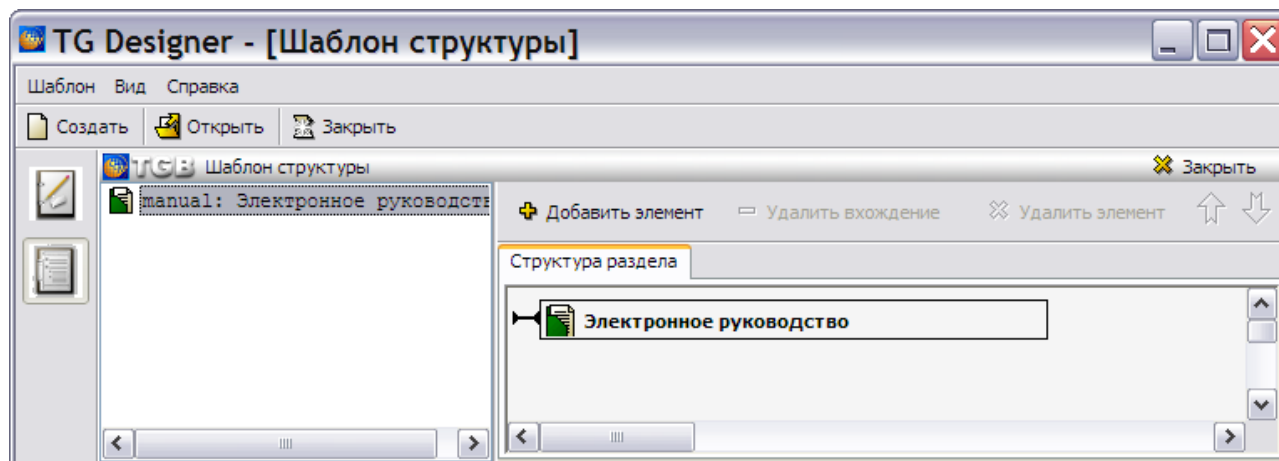 TG Designer - [Шаблон структуры]
Шаблон Вид Справка
Создать Открыть Закрыть
TGB Шаблон структуры Закрыть
manual: Электронное руководств
Добавить элемент Удалить вхождение Удалить элемент
Структура раздела
Электронное руководство